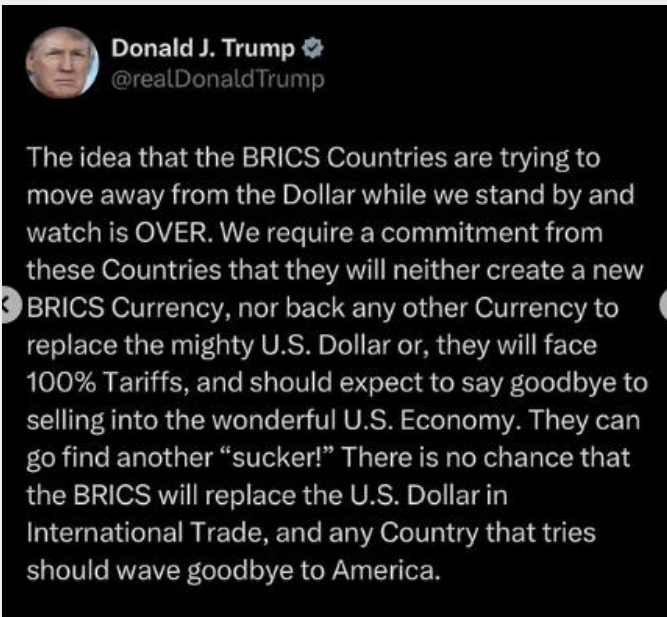 Donald J. Trump
@realDonaldTrump
The idea that the BRICS Countries are trying to
move away from the Dollar while we stand by and
watch is OVER. We require a commitment from
these Countries that they will neither create a new
BRICS Currency, nor back any other Currency to
replace the mighty U.S. Dollar or, they will face
100% Tariffs, and should expect to say goodbye to
selling into the wonderful U.S. Economy. They can
go find another “sucker!” There is no chance that
the BRICS will replace the U.S. Dollar in
International Trade, and any Country that tries
should wave goodbye to America.